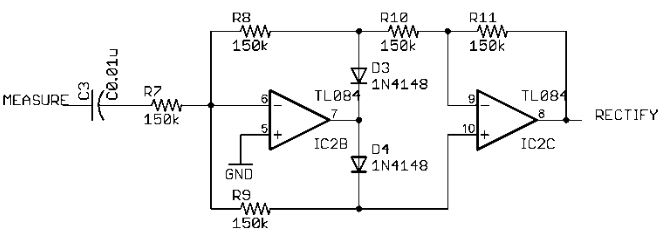 R8
150k
R10
150k
R11
150k
MEASURE
C3
C0.01u
R7
150k
D3
1N4148
6
5
7
TL084
IC2B
GND
D4
1N4148
9
10
8
TL084
IC2C
RECTIFY
R9
150k